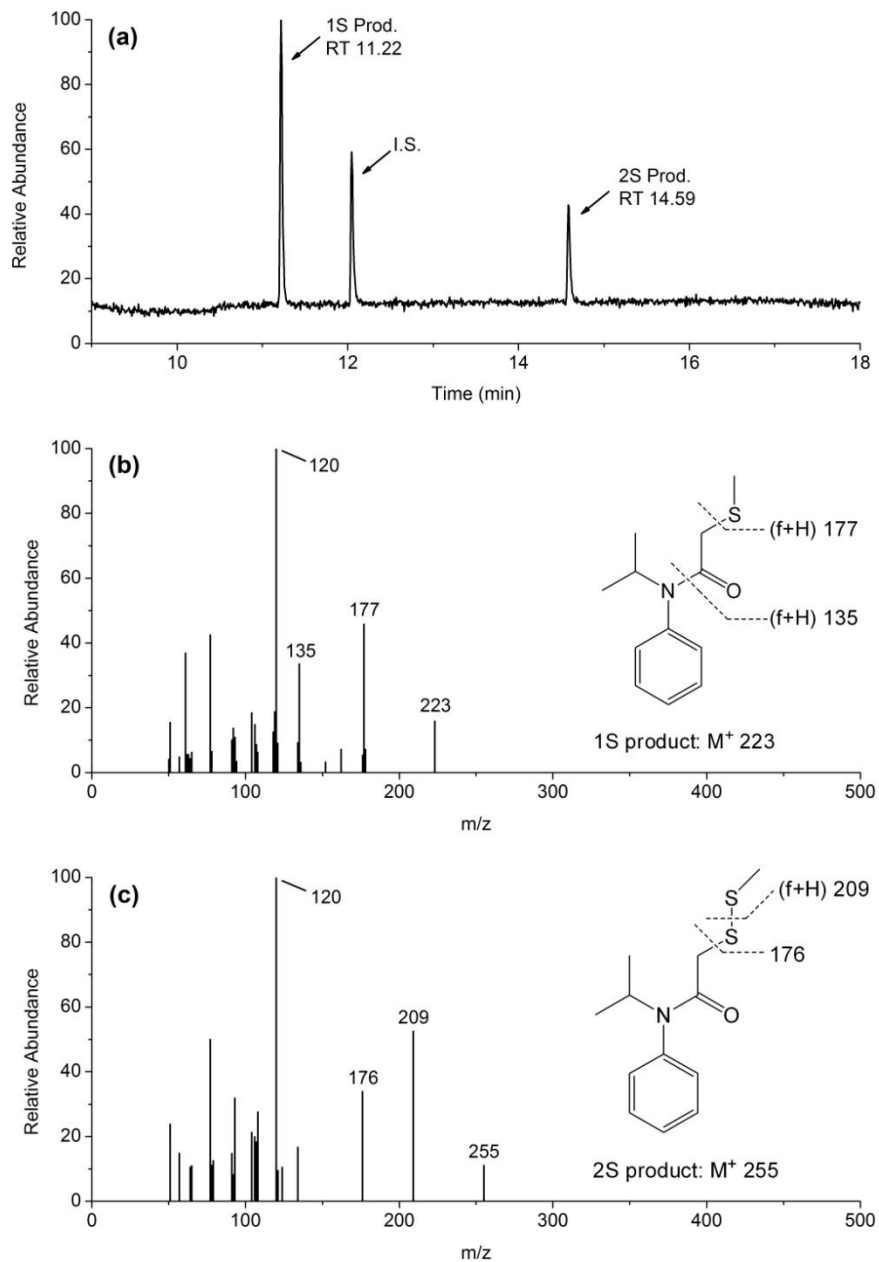 (a)
1S Prod.
RT 11.22
I.S.
2S Prod.
RT 14.59
Relative Abundance
100
80
60
40
20
0
10 12 14 16 18
Time (min)
(b)
120
177
135
223
(f+H) 177
(f+H) 135
S
N
O
1S product: M⁺ 223
Relative Abundance
100
80
60
40
20
0
0 100 200 300 400 500
m/z
(c)
120
209
176
255
(f+H) 209
176
S
S
N
O
2S product: M⁺ 255
Relative Abundance
100
80
60
40
20
0
0 100 200 300 400 500
m/z